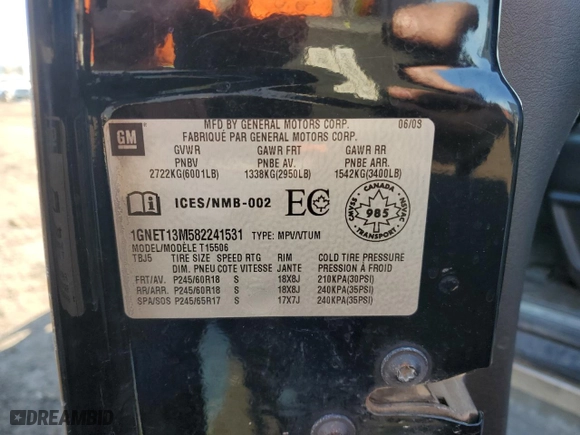 GM
MFD BY GENERAL MOTORS CORP. 06/09
FABRIQUÉ PAR GENERAL MOTORS CORP.
GVWR GAWR FRT GAWR RR
PNBV PNBE AV. PNBE ARR.
2722KG(6001LB) 1338KG(2950LB) 1542KG(3400LB)
ICES/NMB-002 EC
CANADA
985
TRANSPORT
1GNET13M582241531 TYPE: MPV/VTUM
MODEL/MODÈLE T15506
TBJ5 TIRE SIZE SPEED RTG RIM COLD TIRE PRESSURE
DIM. PNEU COTE VITESSE JANTE PRESSION À FROID
FRT/AV. P245/60R18 S 18X8J 210KPA(30PSI)
RR/ARR. P245/60R18 S 18X8J 240KPA(35PSI)
SPA/SOS P245/65R17 S 17X7J 240KPA(35PSI)
© DREAMBID